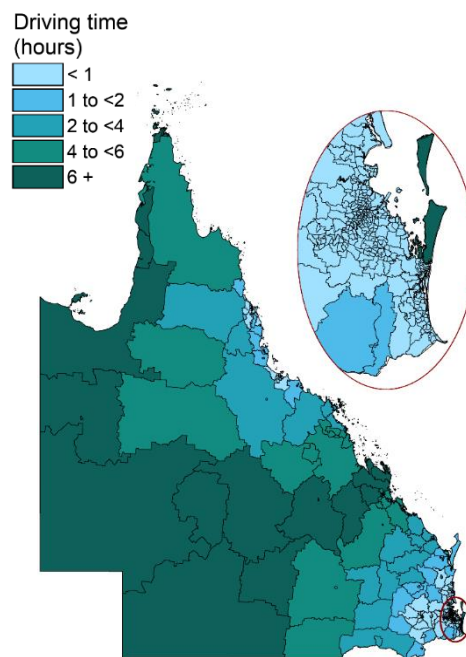 Driving time
(hours)
< 1
1 to <2
2 to <4
4 to <6
6 +